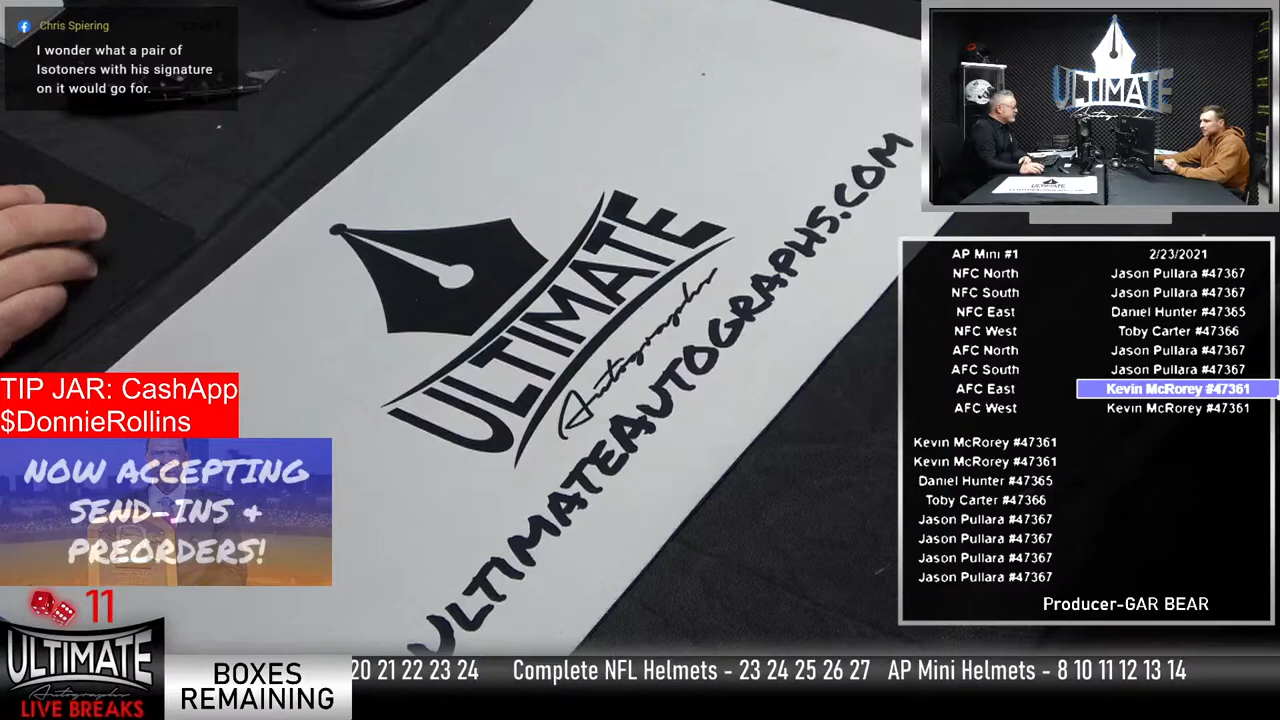 Chris Spiering
I wonder what a pair of
Isotoners with his signature
on it would go for.
ULTIMATE
Autographs
ULTIMATE
Autographs
ULTIMATEAUTOGRAPHS.COM
AP Mini #1 2/23/2021
NFC North Jason Pullara #47367
NFC South Jason Pullara #47367
NFC East Daniel Hunter #47365
NFC West Toby Carter #47366
AFC North Jason Pullara #47367
AFC South Jason Pullara #47367
AFC East Kevin McRorey #47361
AFC West Kevin McRorey #47361
Kevin McRorey #47361
Kevin McRorey #47361
Daniel Hunter #47365
Toby Carter #47366
Jason Pullara #47367
Jason Pullara #47367
Jason Pullara #47367
Jason Pullara #47367
Producer-GAR BEAR
TIP JAR: CashApp
$DonnieRollins
NOW ACCEPTING
SEND-INS +
PREORDERS!
11
ULTIMATE
Autographs
LIVE BREAKS
BOXES
REMAINING
20 21 22 23 24 Complete NFL Helmets - 23 24 25 26 27 AP Mini Helmets - 8 10 11 12 13 14